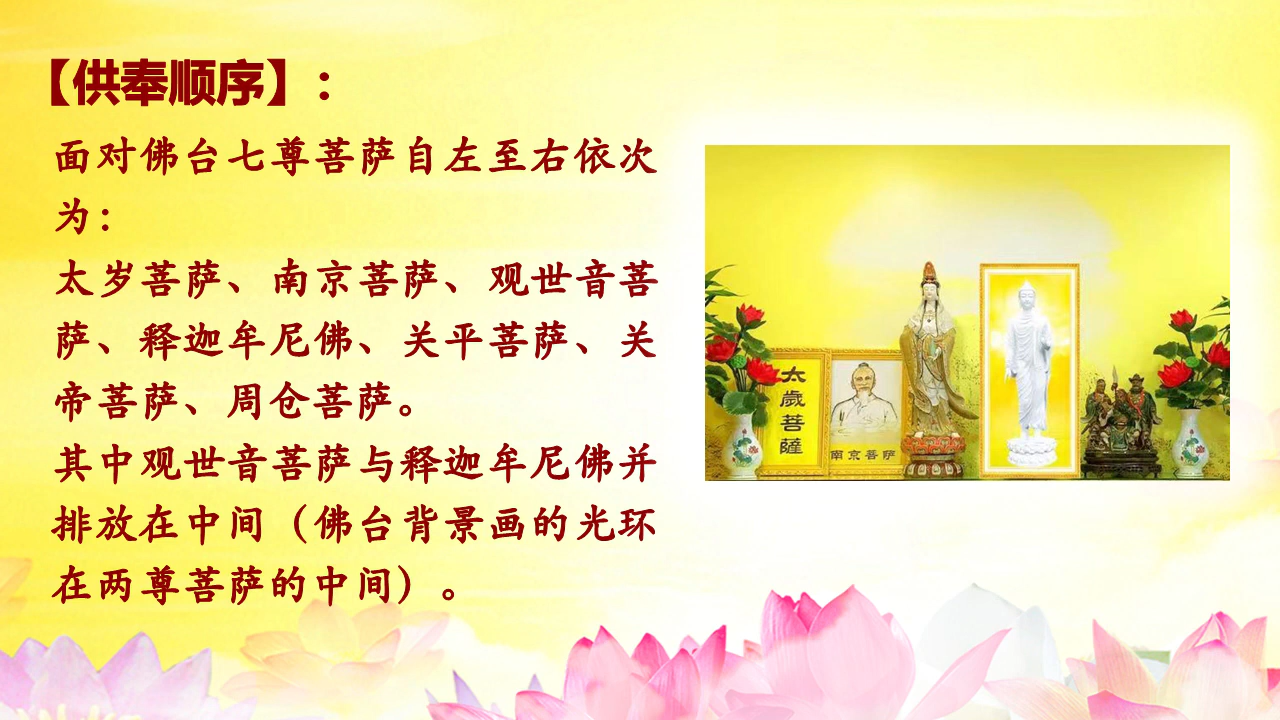 【供奉顺序】：
面对佛台七尊菩萨自左至右依次
为：
太岁菩萨、南京菩萨、观世音菩
萨、释迦牟尼佛、关平菩萨、关
帝菩萨、周仓菩萨。
其中观世音菩萨与释迦牟尼佛并
排放在中间（佛台背景画的光环
在两尊菩萨的中间）。
太歲菩薩
南京菩萨